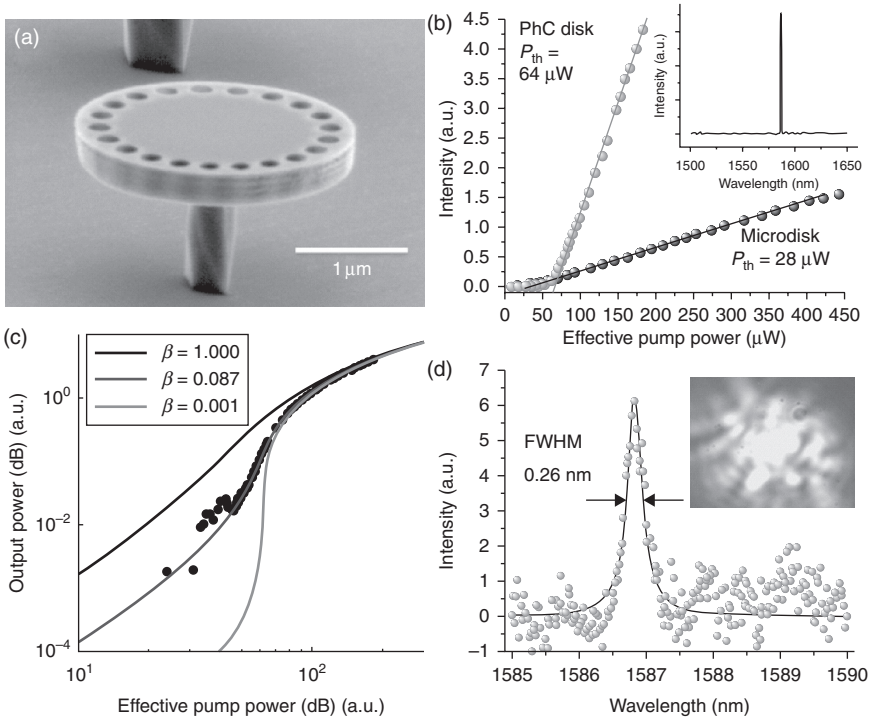 (a)
1 μm
(b)
PhC disk
P_th =
64 μW
Microdisk
P_th = 28 μW
4.5
4.0
3.5
3.0
2.5
2.0
1.5
1.0
0.5
0.0
Intensity (a.u.)
0 50 100 150 200 250 300 350 400 450
Effective pump power (μW)
Intensity (a.u.)
1500 1550 1600 1650
Wavelength (nm)
(c)
β = 1.000
β = 0.087
β = 0.001
10^0
10^−2
10^−4
Output power (dB) (a.u.)
10^1 10^2
Effective pump power (dB) (a.u.)
(d)
FWHM
0.26 nm
7
6
5
4
3
2
1
0
−1
Intensity (a.u.)
1585 1586 1587 1588 1589 1590
Wavelength (nm)